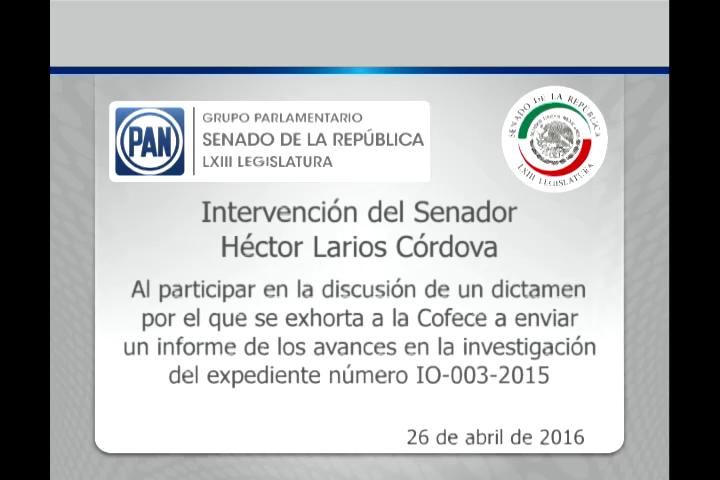 PAN
GRUPO PARLAMENTARIO
SENADO DE LA REPÚBLICA
LXIII LEGISLATURA
SENADO DE LA REPÚBLICA
LXIII LEGISLATURA
Intervención del Senador
Héctor Larios Córdova
Al participar en la discusión de un dictamen
por el que se exhorta a la Cofece a enviar
un informe de los avances en la investigación
del expediente número IO-003-2015
26 de abril de 2016